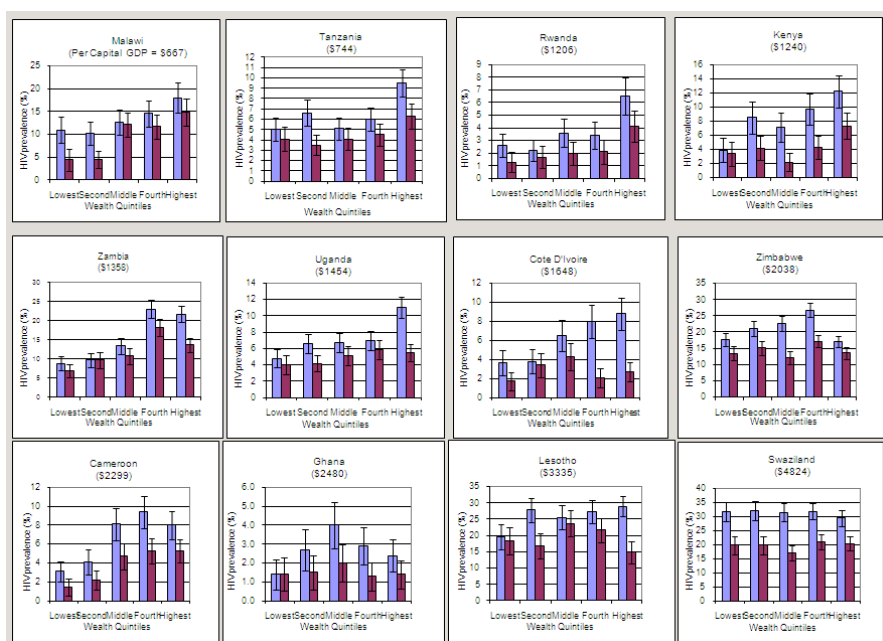 Malawi
(Per Capital GDP = $667)
HIV prevalence (%)
25
20
15
10
5
0
Lowest Second Middle Fourth Highest
Wealth Quintiles
Tanzania
($744)
HIV prevalence (%)
12
11
10
9
8
7
6
5
4
3
2
1
0
Lowest Second Middle Fourth Highest
Wealth Quintiles
Rwanda
($1206)
HIV prevalence (%)
9
8
7
6
5
4
3
2
1
0
Lowest Second Middle Fourth Highest
Wealth Quintiles
Kenya
($1240)
HIV prevalence (%)
16
14
12
10
8
6
4
2
0
Lowest Second Middle Fourth Highest
Wealth Quintiles
Zambia
($1358)
HIV prevalence (%)
30
25
20
15
10
5
0
Lowest Second Middle Fourth Highest
Wealth Quintiles
Uganda
($1454)
HIV prevalence (%)
14
12
10
8
6
4
2
0
Lowest Second Middle Fourth Highest
Wealth Quintiles
Cote D'Ivoire
($1648)
HIV prevalence (%)
12
10
8
6
4
2
0
Lowest Second Middle Fourth Highest
Wealth Quintiles
Zimbabwe
($2038)
HIV prevalence (%)
35
30
25
20
15
10
5
0
Lowest Second Middle Fourth Highest
Wealth Quintiles
Cameroon
($2299)
HIV prevalence (%)
12
10
8
6
4
2
0
Lowest Second Middle Fourth Highest
Wealth Quintiles
Ghana
($2480)
HIV prevalence (%)
6.0
5.0
4.0
3.0
2.0
1.0
0.0
Lowest Second Middle Fourth Highest
Wealth Quintiles
Lesotho
($3335)
HIV prevalence (%)
35
30
25
20
15
10
5
0
Lowest Second Middle Fourth Highest
Wealth Quintiles
Swaziland
($4824)
HIV prevalence (%)
40
35
30
25
20
15
10
5
0
Lowest Second Middle Fourth Highest
Wealth Quintiles